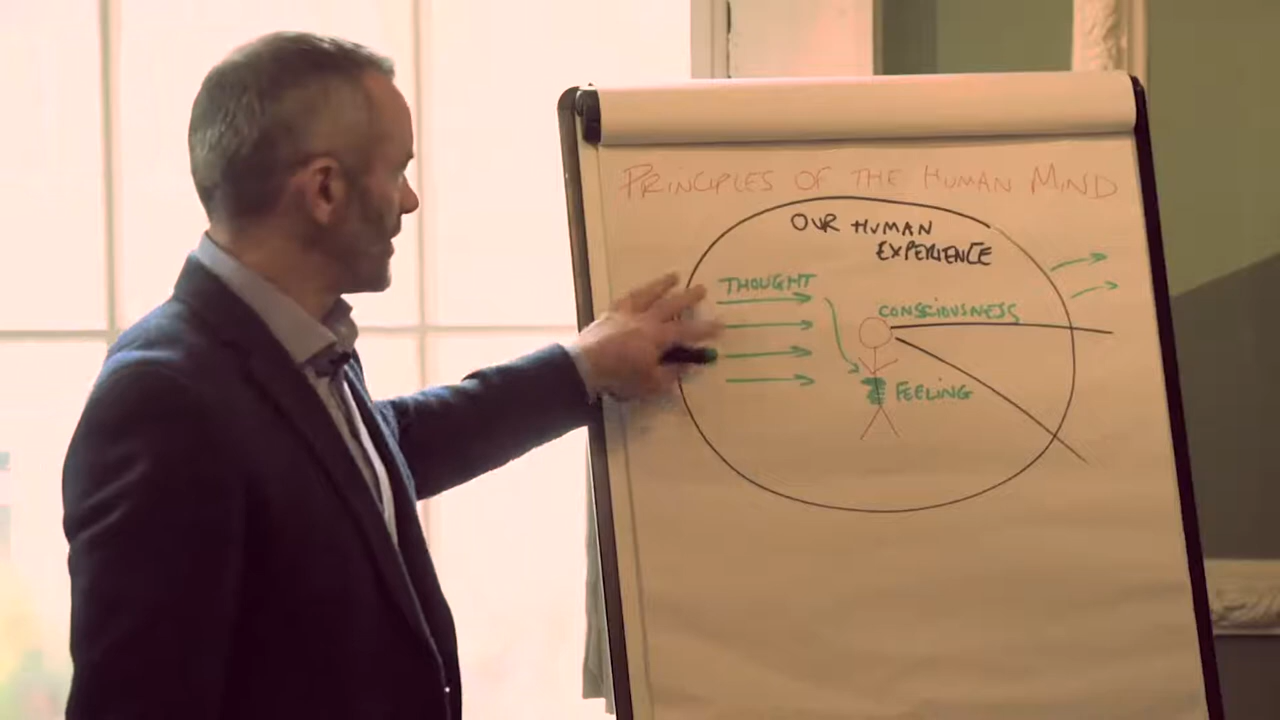 PRINCIPLES OF THE HUMAN MIND
OUR HUMAN
EXPERIENCE
THOUGHT
CONSCIOUSNESS
FEELING